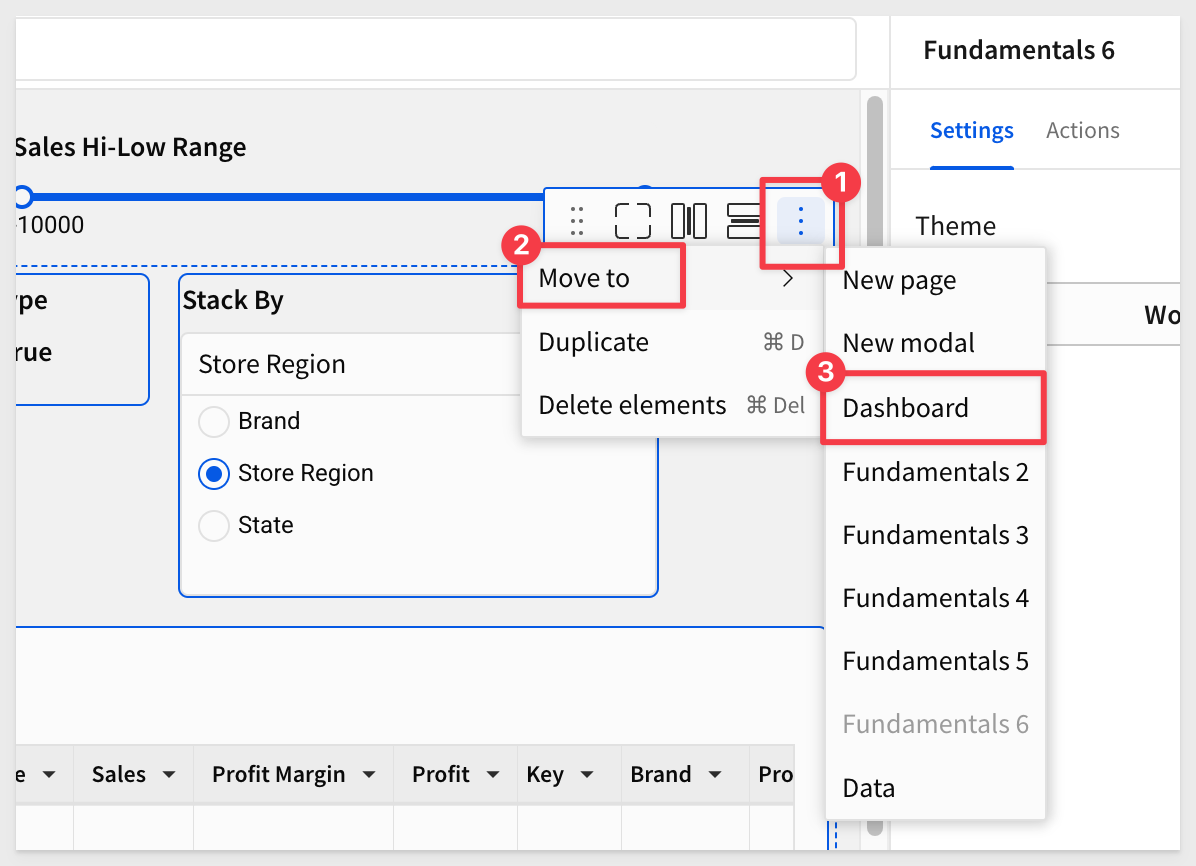 Fundamentals 6
Settings Actions
Sales Hi-Low Range
-10000
1
Theme
2
Move to
New page
ype
Stack By
Wo
rue
Duplicate ⌘ D
New modal
Store Region
3
Delete elements ⌘ Del
Dashboard
Brand
Store Region
Fundamentals 2
State
Fundamentals 3
Fundamentals 4
Fundamentals 5
Fundamentals 6
e Sales Profit Margin Profit Key Brand Pro
Data